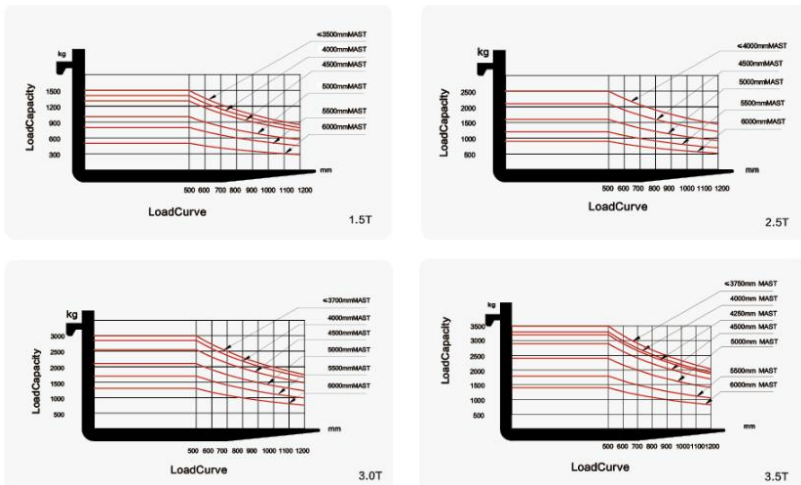 ≤3500mmMAST
4000mmMAST
4500mmMAST
5000mmMAST
5500mmMAST
6000mmMAST
kg
LoadCapacity
1500
1200
900
600
300
mm
500 600 700 800 900 1000 1100 1200
LoadCurve
1.5T
≤4000mmMAST
4500mmMAST
5000mmMAST
5500mmMAST
6000mmMAST
kg
LoadCapacity
2500
2000
1500
1000
500
mm
500 600 700 800 900 1000 1100 1200
LoadCurve
2.5T
≤3700mmMAST
4000mmMAST
4500mmMAST
5000mmMAST
5500mmMAST
6000mmMAST
kg
LoadCapacity
3000
2500
2000
1500
1000
500
mm
500 600 700 800 900 1000 1100 1200
LoadCurve
3.0T
≤3750mm MAST
4000mm MAST
4250mm MAST
4500mm MAST
5000mm MAST
5500mm MAST
6000mm MAST
kg
LoadCapacity
3500
3000
2500
2000
1500
1000
500
mm
500 600 700 800 900 1000 1100 1200
LoadCurve
3.5T